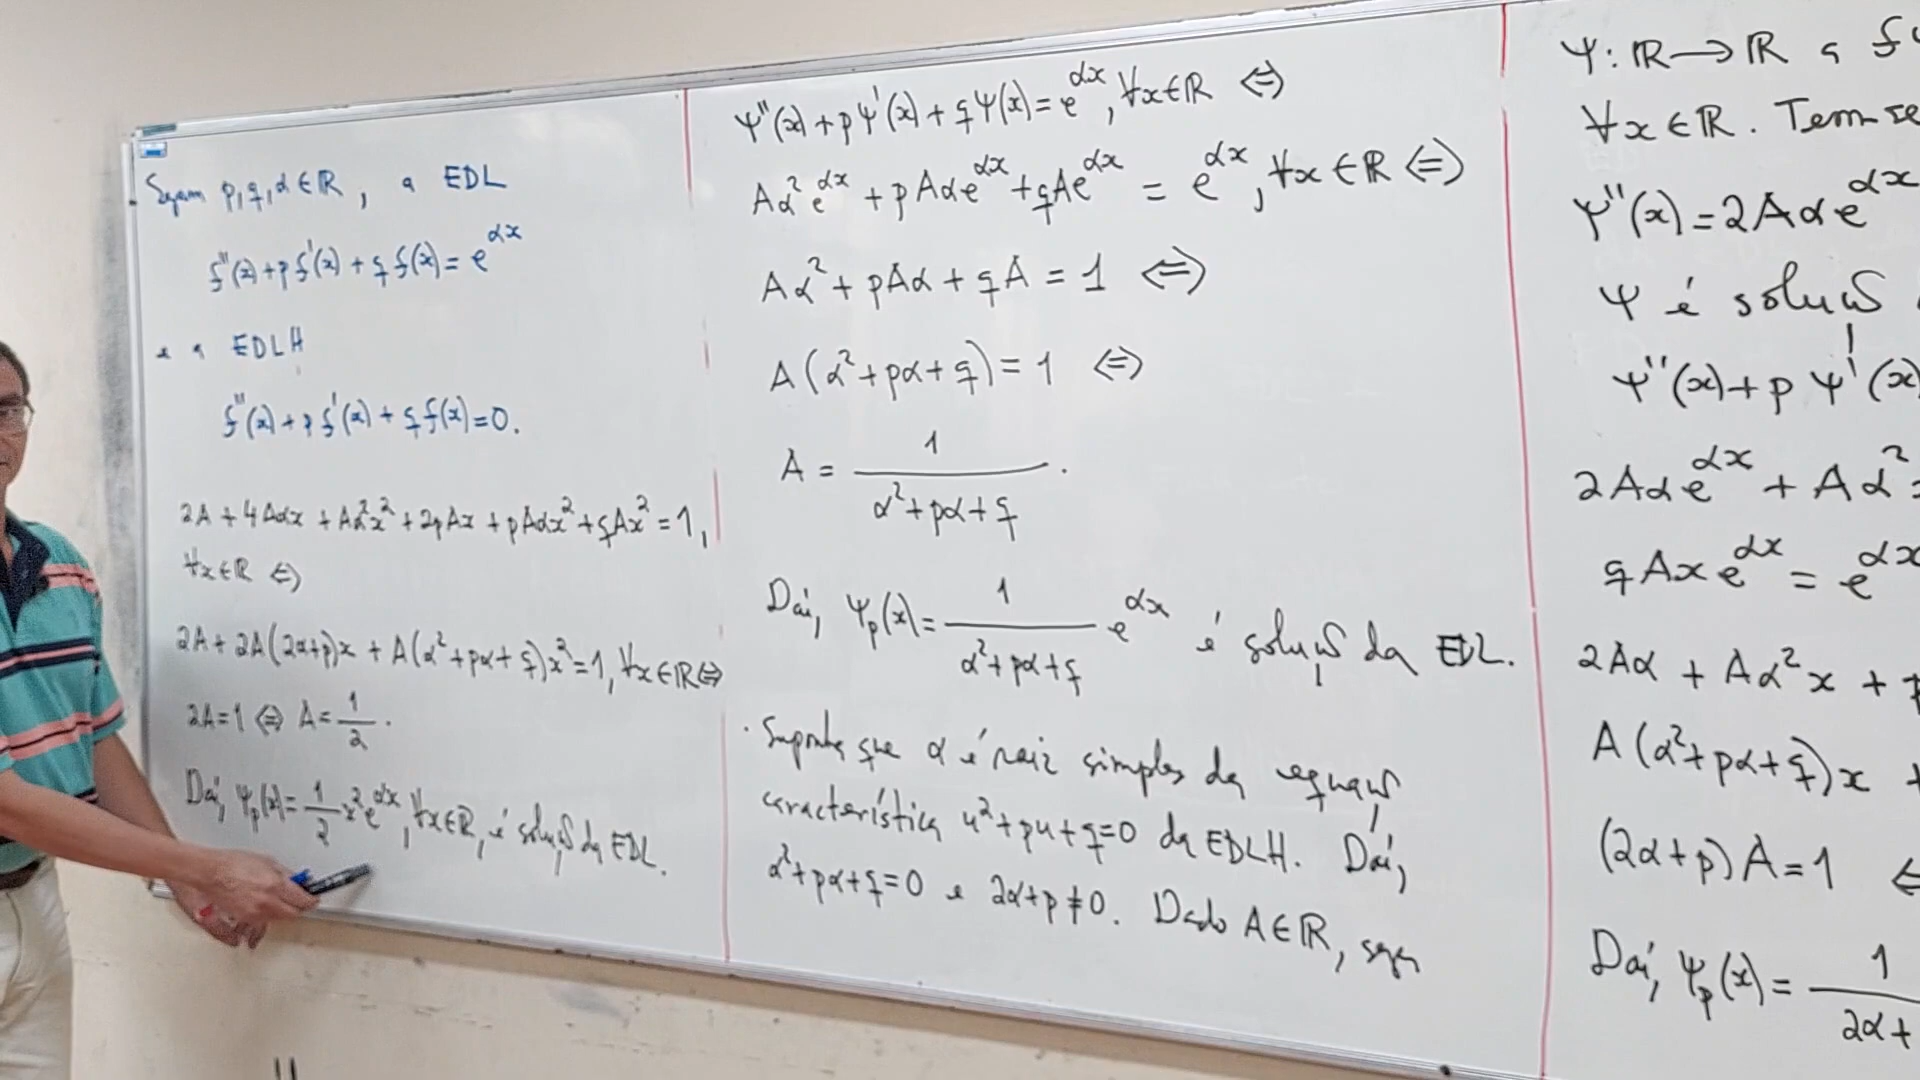 Sejam p, q, α ∈ ℝ, a EDL
f''(x) + p f'(x) + q f(x) = e^{αx}
e a EDLH
f''(x) + p f'(x) + q f(x) = 0.
2A + 4Aαx + Aα²x² + 2pAx + pAαx² + qAx² = 1,
∀x∈ℝ ⇔
2A + 2A(2α+p)x + A(α²+pα+q)x² = 1, ∀x∈ℝ ⇔
2A = 1 ⇔ A = 1/2.
Daí, Ψ_p(x) = 1/2 x² e^{αx}, ∀x∈ℝ, é solução da EDL.
Ψ''(x) + pΨ'(x) + qΨ(x) = e^{αx}, ∀x∈ℝ ⇔
Aα²e^{αx} + pAαe^{αx} + qAe^{αx} = e^{αx}, ∀x∈ℝ ⇔
Aα² + pAα + qA = 1 ⇔
A(α² + pα + q) = 1 ⇔
A = 1/(α² + pα + q).
Daí, Ψ_p(x) = 1/(α² + pα + q) e^{αx} é solução da EDL.
· Suponha que α é raiz simples da equação
característica u² + pu + q = 0 da EDLH. Daí,
α² + pα + q = 0 e 2α + p ≠ 0. Dado A∈ℝ, seja
Ψ: ℝ → ℝ a
∀x∈ℝ. Tem-se
Ψ''(x) = 2Aαe^{αx}
Ψ é solução
Ψ''(x) + pΨ'(x)
2Aαe^{αx} + Aα²
qAxe^{αx} = e^{αx}
2Aα + Aα²x +
A(α² + pα + q)x +
(2α + p)A = 1 ⇔
Daí, Ψ_p(x) = 1/(2α +